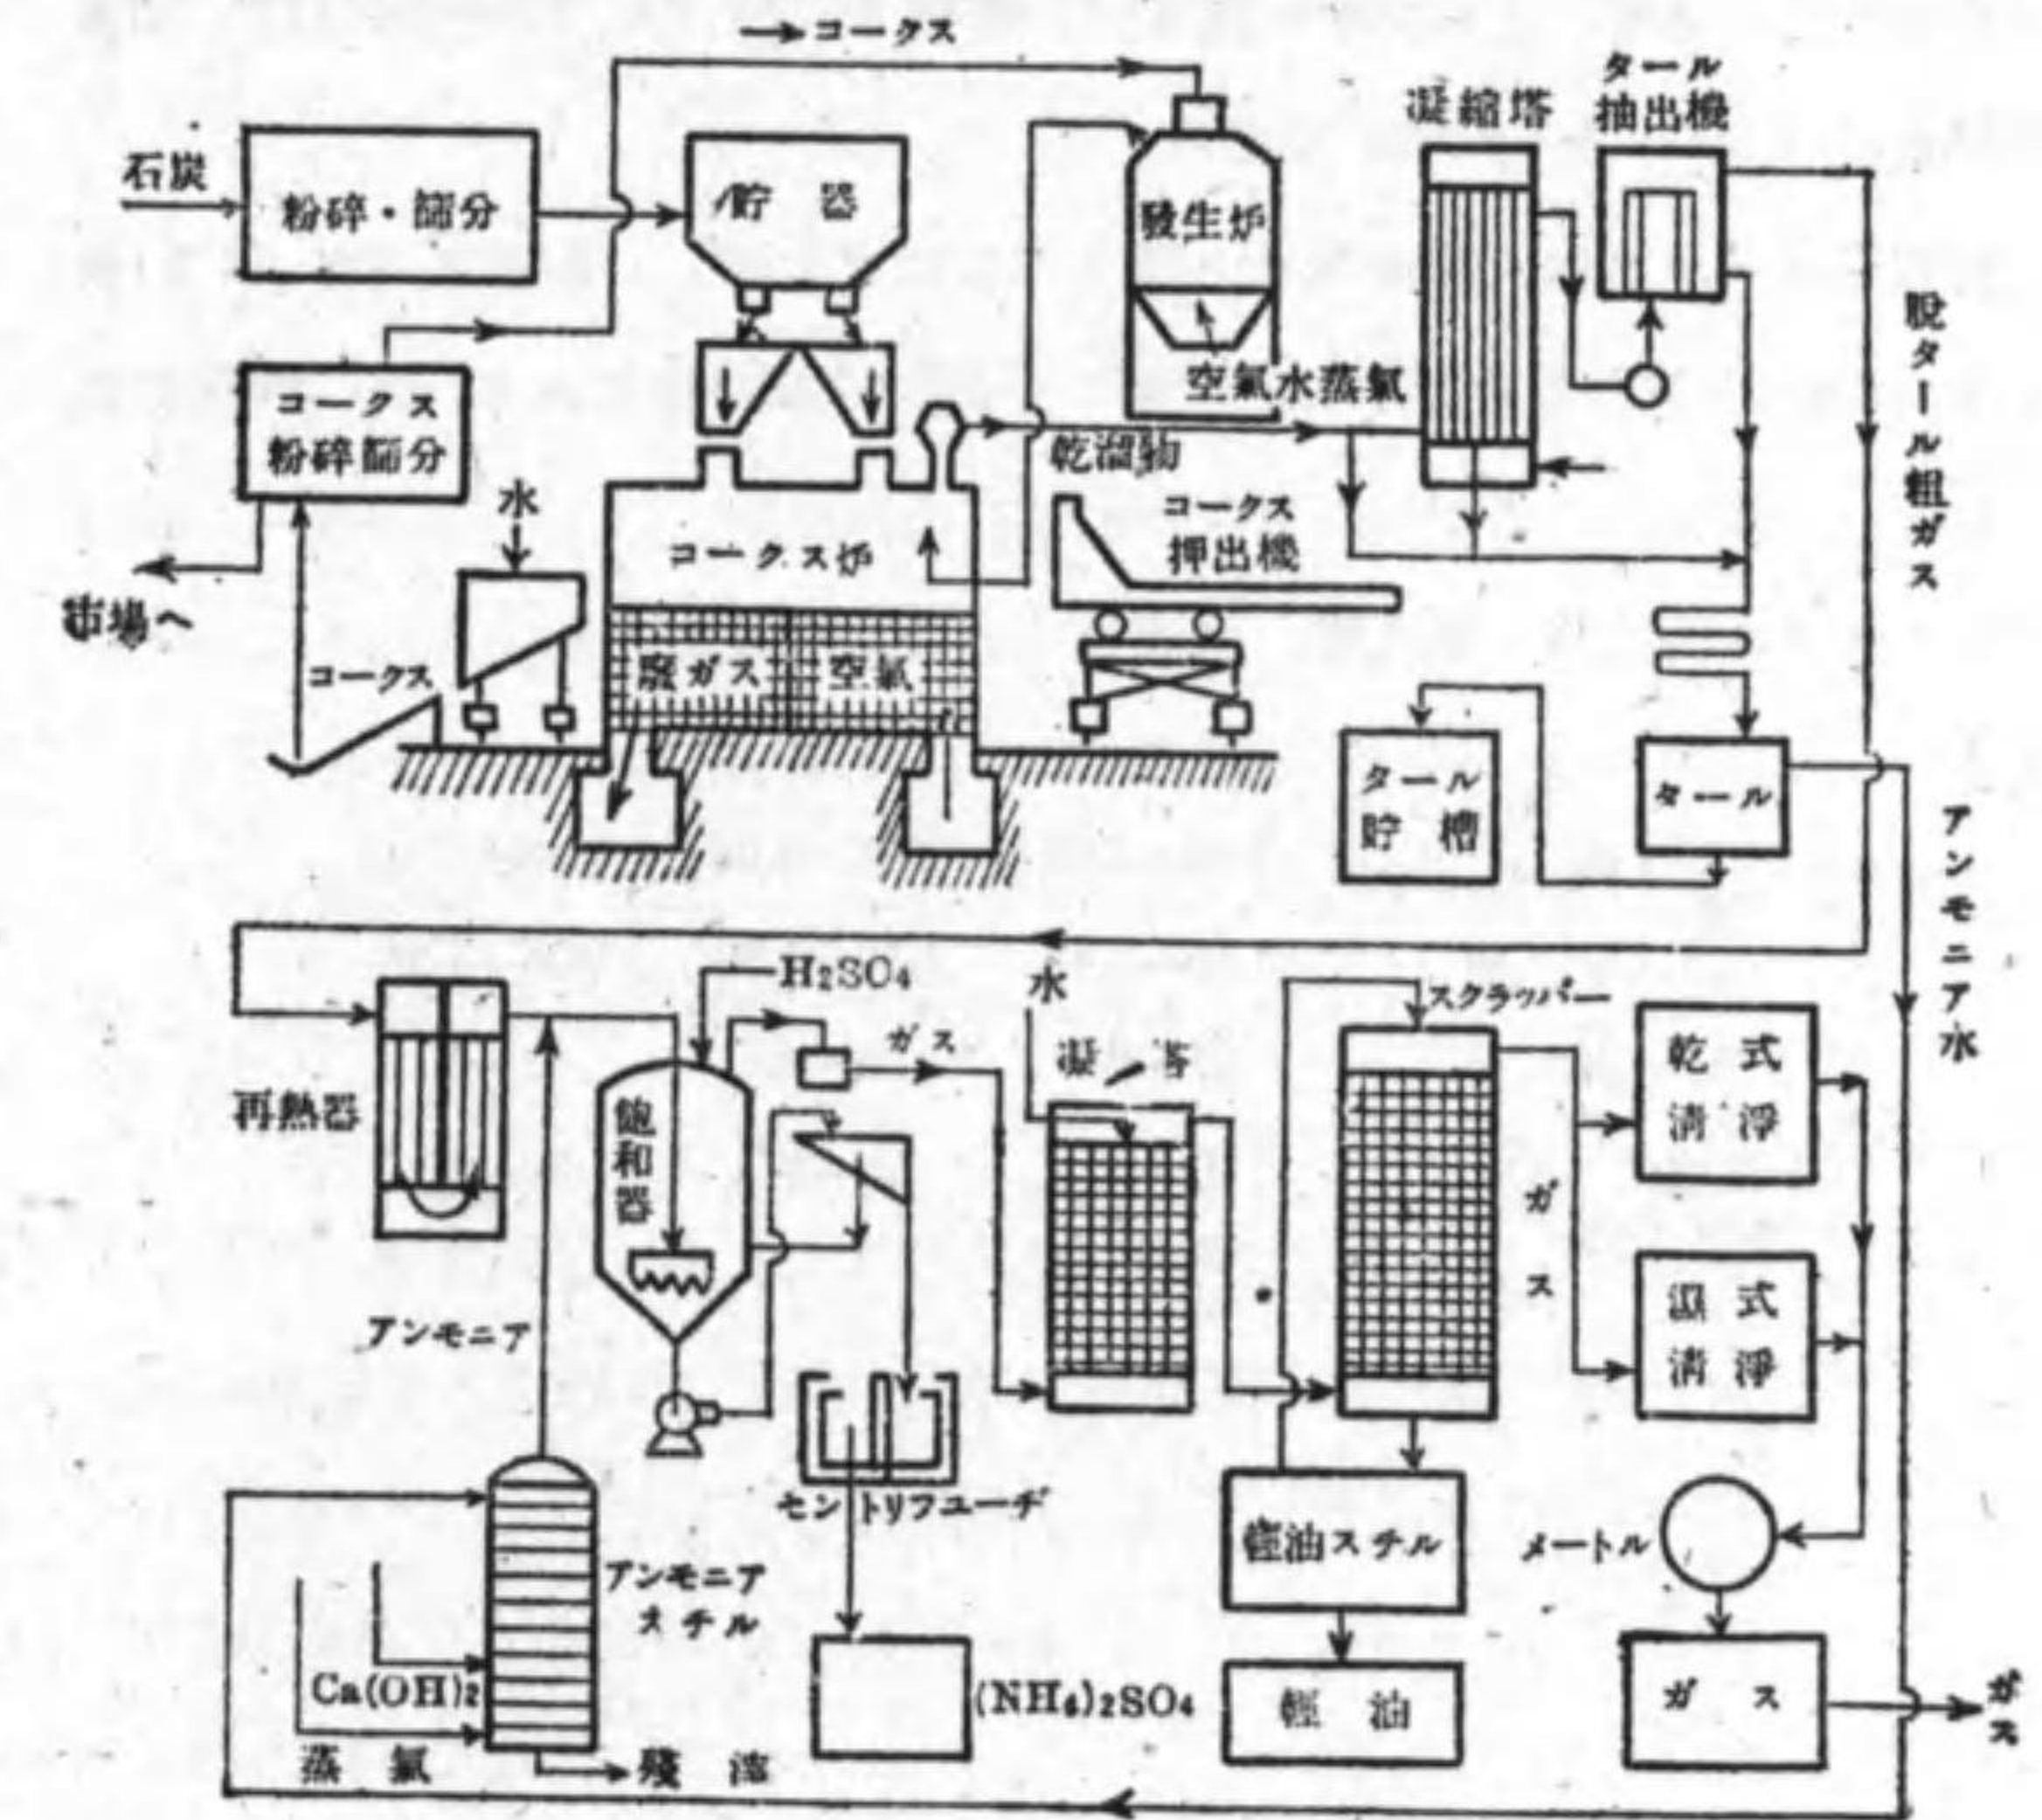 →コークス
石炭
粉碎・篩分
貯器
發生炉
凝縮塔
タール
抽出機
空氣水蒸氣
コークス
粉碎篩分
水
乾溜物
コークス
押出機
コークス炉
市場へ
コークス
廢ガス
空氣
脱タール粗ガス
タール
貯槽
タール
アンモニア水
H2SO4
水
スクラッパー
ガス
再熱器
飽和器
乾式
清淨
ガス
濕式
清淨
アンモニア
セントリフユーヂ
輕油スチル
メートル
アンモニア
スチル
Ca(OH)2
(NH4)2SO4
輕油
ガス
ガス
蒸氣